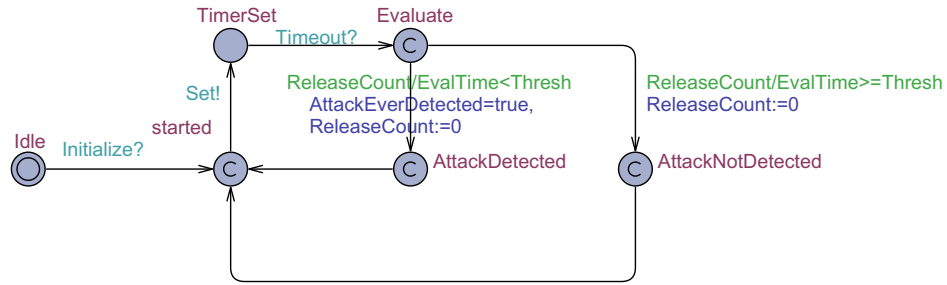 TimerSet
Evaluate
Timeout?
C
ReleaseCount/EvalTime<Thresh
AttackEverDetected=true,
ReleaseCount:=0
ReleaseCount/EvalTime>=Thresh
ReleaseCount:=0
Set!
started
Idle
Initialize?
C
C
AttackDetected
C
AttackNotDetected